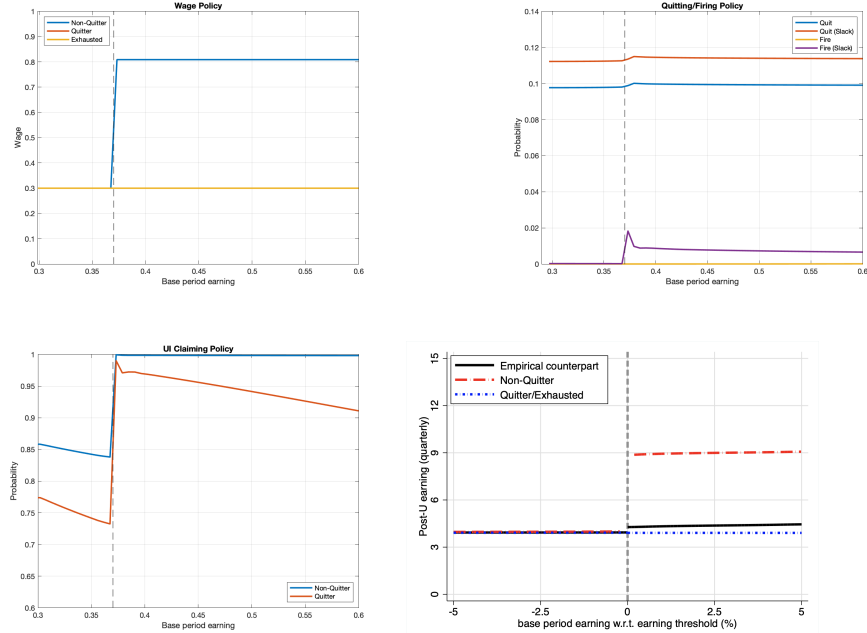 Wage Policy
Non-Quitter
Quitter
Exhausted
1
0.9
0.8
0.7
0.6
0.5
0.4
0.3
0.2
0.1
0
Wage
0.3
0.35
0.4
0.45
0.5
0.55
0.6
Base period earning
Quitting/Firing Policy
Quit
Quit (Slack)
Fire
Fire (Slack)
0.14
0.12
0.1
0.08
0.06
0.04
0.02
0
Probability
0.3
0.35
0.4
0.45
0.5
0.55
0.6
Base period earning
UI Claiming Policy
1
0.95
0.9
0.85
0.8
0.75
0.7
0.65
0.6
Probability
Non-Quitter
Quitter
0.3
0.35
0.4
0.45
0.5
0.55
0.6
Base period earning
Empirical counterpart
Non-Quitter
Quitter/Exhausted
15
12
9
6
3
0
Post-U earning (quarterly)
-5
-2.5
0
2.5
5
base period earning w.r.t. earning threshold (%)